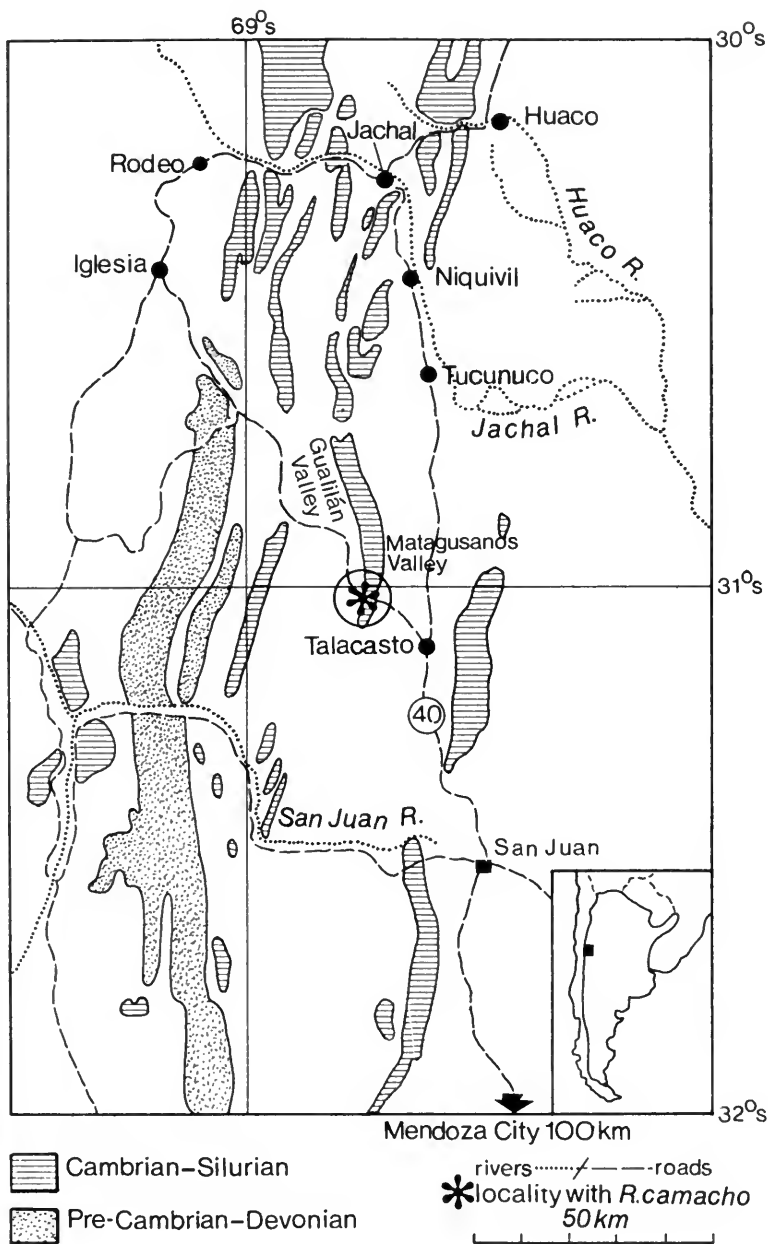 69°s
30°s
Huaco
Jachal
Rodeo
Huaco R.
Iglesia
Niquivil
Tucunuco
Jachal R.
Gualilán
Valley
Matagusanos
Valley
31°s
Talacasto
40
San Juan R.
San Juan
32°s
Mendoza City 100km
Cambrian–Silurian
rivers roads
locality with R.camacho
Pre-Cambrian–Devonian
50km